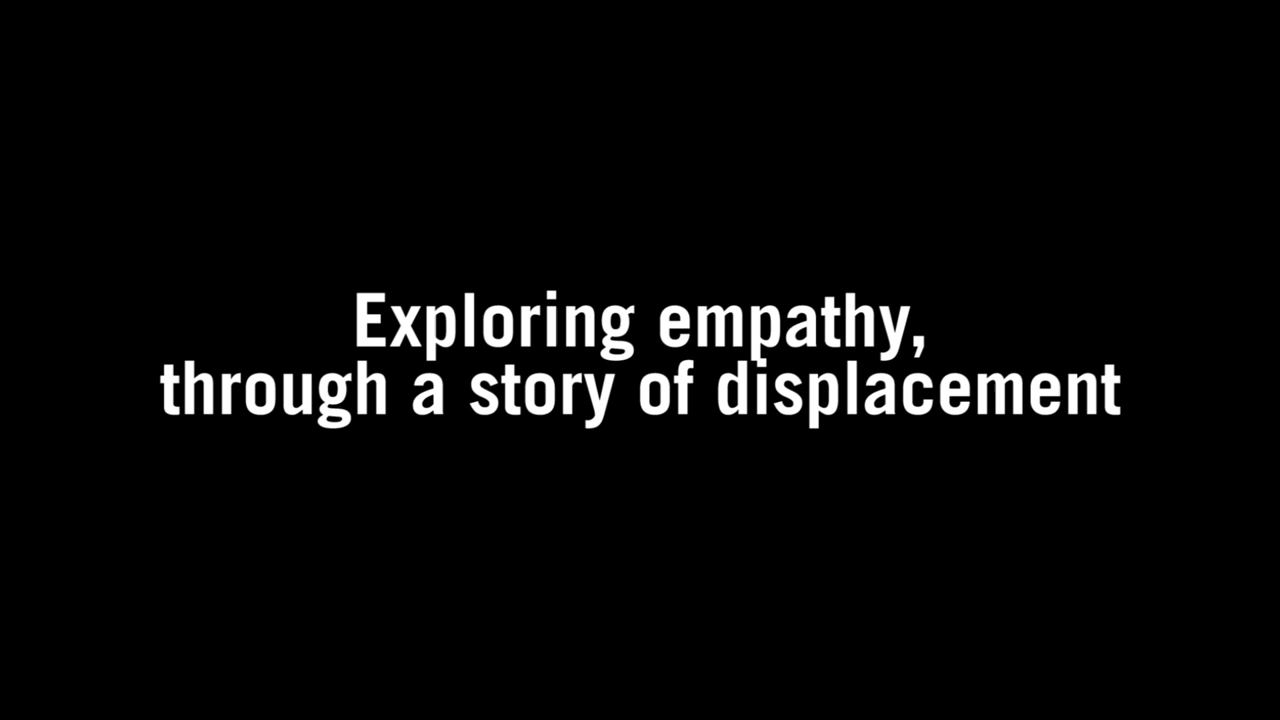 Exploring empathy,
through a story of displacement